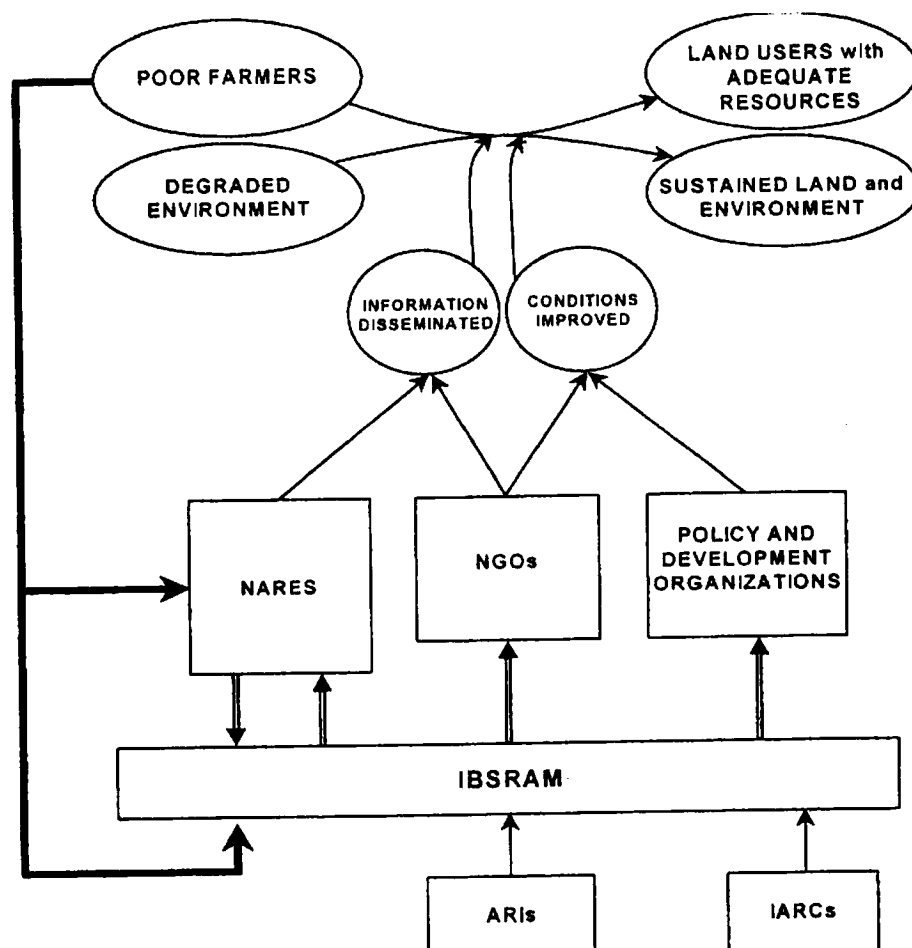 POOR FARMERS
LAND USERS with
ADEQUATE
RESOURCES
DEGRADED
ENVIRONMENT
SUSTAINED LAND and
ENVIRONMENT
INFORMATION
DISSEMINATED
CONDITIONS
IMPROVED
NARES
NGOs
POLICY AND
DEVELOPMENT
ORGANIZATIONS
IBSRAM
ARIs
IARCs